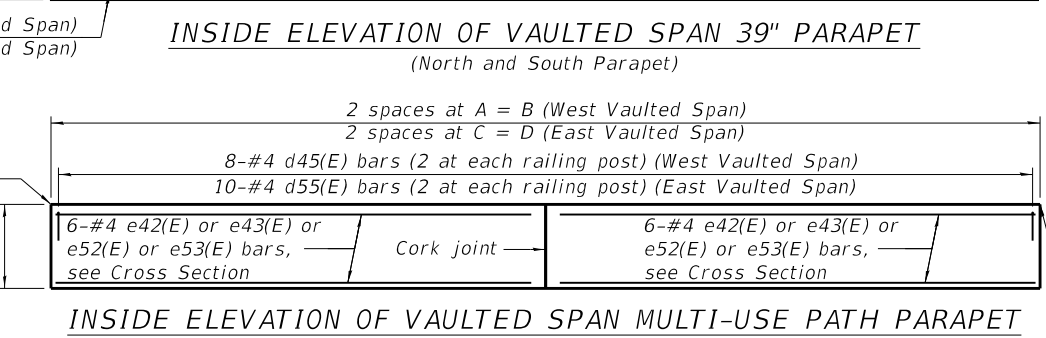 d Span)
d Span)
INSIDE ELEVATION OF VAULTED SPAN 39" PARAPET
(North and South Parapet)
2 spaces at A = B (West Vaulted Span)
2 spaces at C = D (East Vaulted Span)
8-#4 d45(E) bars (2 at each railing post) (West Vaulted Span)
10-#4 d55(E) bars (2 at each railing post) (East Vaulted Span)
6-#4 e42(E) or e43(E) or
e52(E) or e53(E) bars,
see Cross Section
Cork joint
6-#4 e42(E) or e43(E) or
e52(E) or e53(E) bars,
see Cross Section
INSIDE ELEVATION OF VAULTED SPAN MULTI-USE PATH PARAPET